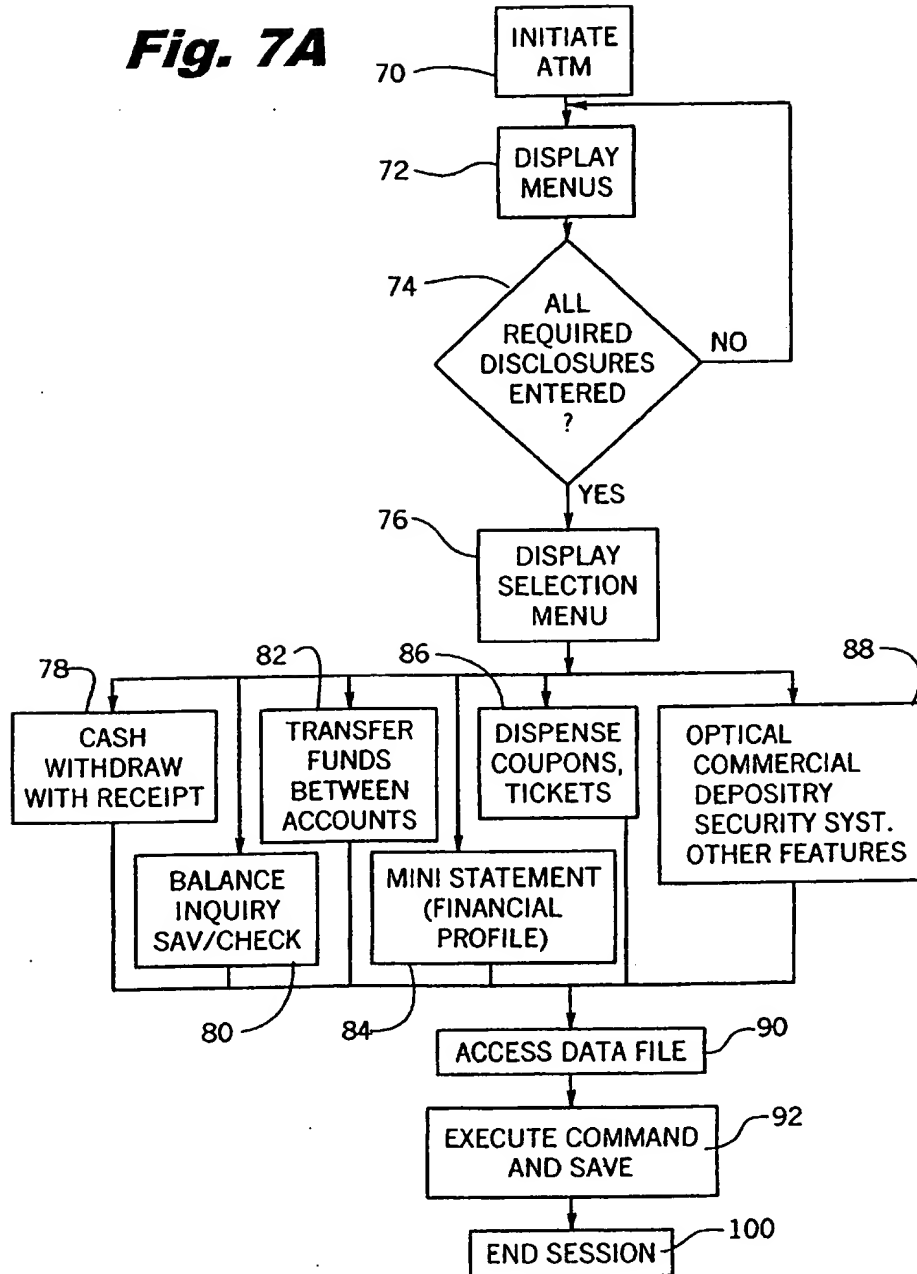 Fig. 7A
INITIATE
ATM
70
DISPLAY
MENUS
72
74
ALL
REQUIRED
DISCLOSURES
ENTERED
?
NO
YES
76
DISPLAY
SELECTION
MENU
78
CASH
WITHDRAW
WITH RECEIPT
82
TRANSFER
FUNDS
BETWEEN
ACCOUNTS
86
DISPENSE
COUPONS,
TICKETS
88
OPTICAL
COMMERCIAL
DEPOSITRY
SECURITY SYST.
OTHER FEATURES
BALANCE
INQUIRY
SAV/CHECK
80
MINI STATEMENT
(FINANCIAL
PROFILE)
84
ACCESS DATA FILE
90
EXECUTE COMMAND
AND SAVE
92
END SESSION
100